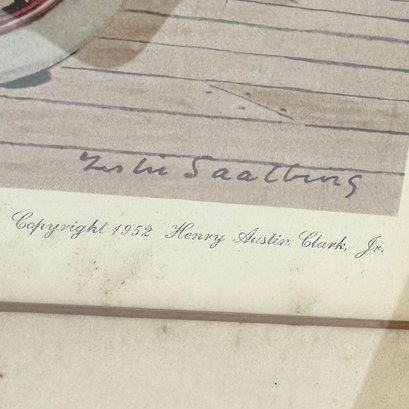 Leslie Saalburg
Copyright 1952 Henry Austin Clark, Jr.